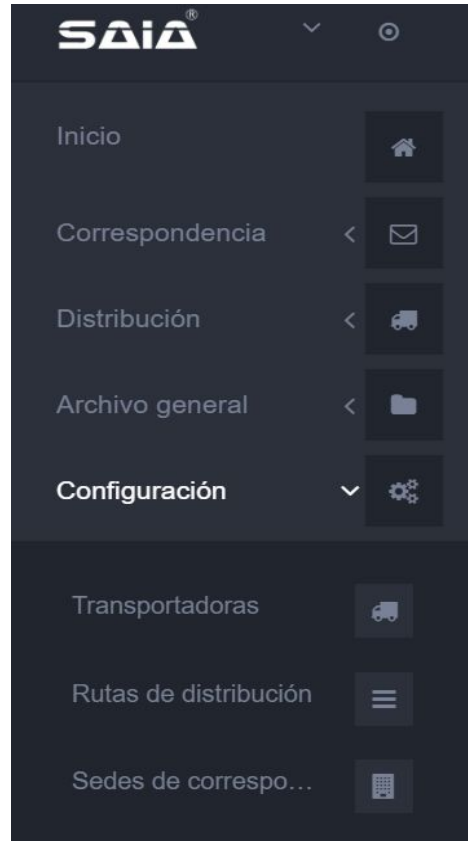 SAIA®
Inicio
Correspondencia
Distribución
Archivo general
Configuración
Transportadoras
Rutas de distribución
Sedes de correspo...